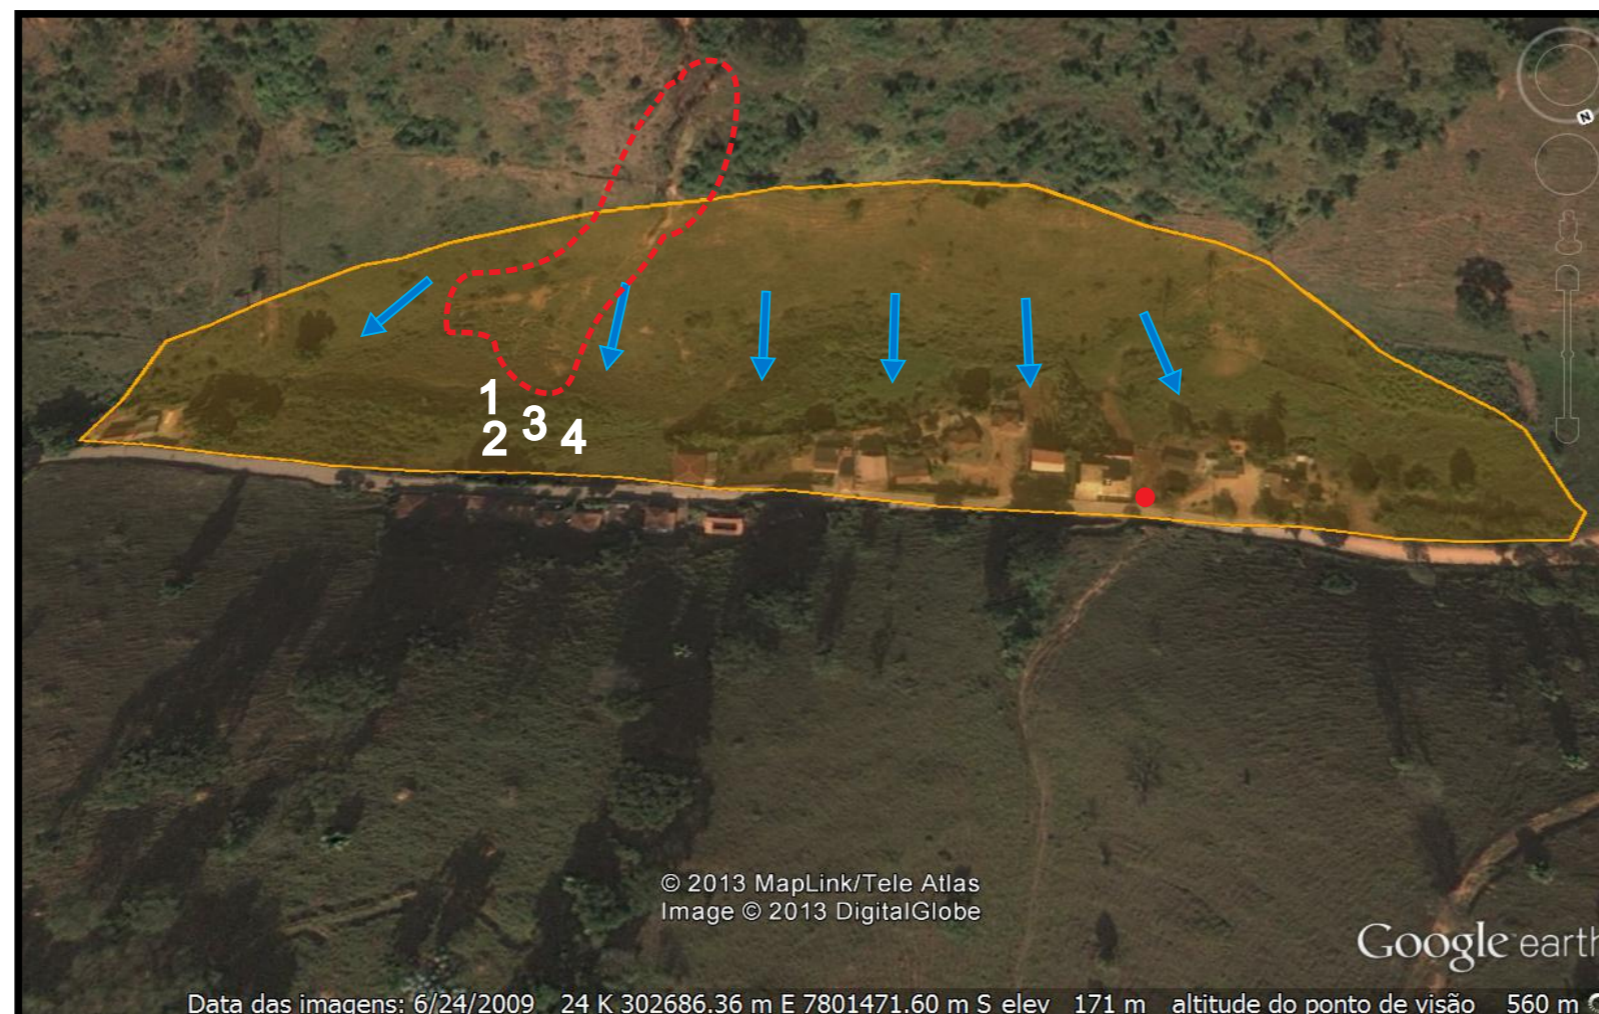 N
1
2 3 4
© 2013 MapLink/Tele Atlas
Image © 2013 DigitalGlobe
Google earth
Data das imagens: 6/24/2009 24 K 302686.36 m E 7801471.60 m S elev 171 m altitude do ponto de visão 560 m